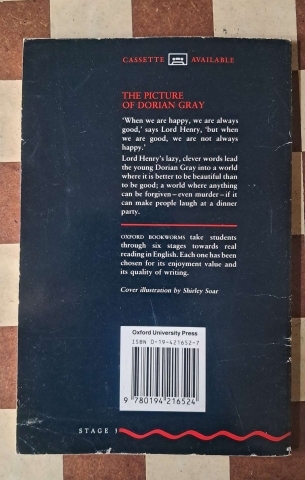 CASSETTE AVAILABLE
THE PICTURE
OF DORIAN GRAY
'When we are happy, we are always
good,' says Lord Henry, 'but when
we are good, we are not always
happy.'
Lord Henry's lazy, clever words lead
the young Dorian Gray into a world
where it is better to be beautiful than
to be good; a world where anything
can be forgiven – even murder – if it
can make people laugh at a dinner
party.
OXFORD BOOKWORMS take students
through six stages towards real
reading in English. Each one has been
chosen for its enjoyment value and
its quality of writing.
Cover illustration by Shirley Soar
Oxford University Press
ISBN 0-19-421652-7
9 780194 216524
STAGE 3